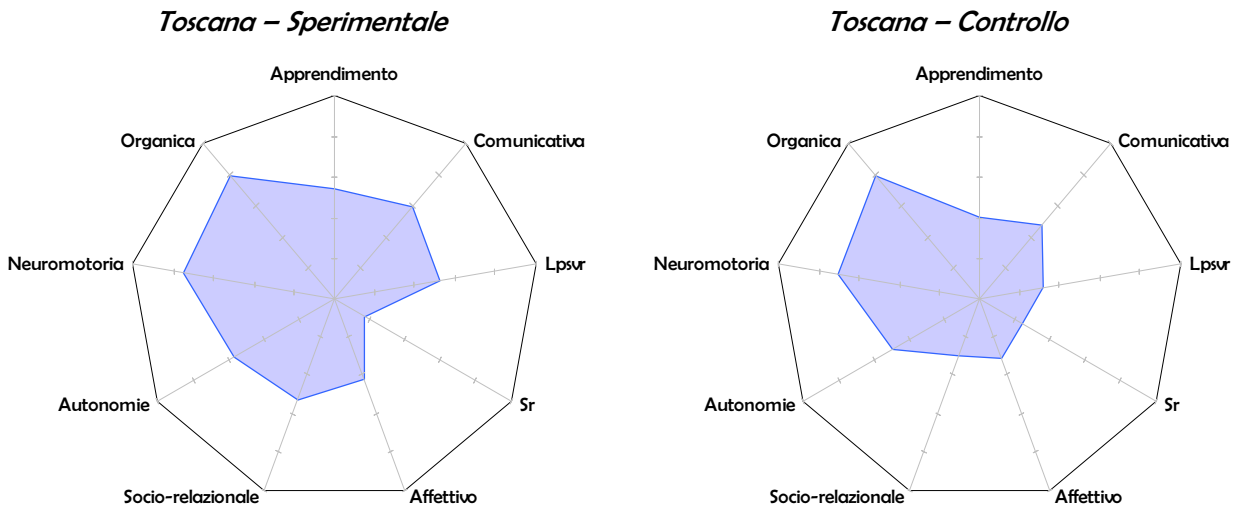 Toscana – Sperimentale
Apprendimento
Organica
Comunicativa
Neuromotoria
Lpsvr
Autonomie
Sr
Socio-relazionale
Affettivo
Toscana – Controllo
Apprendimento
Organica
Comunicativa
Neuromotoria
Lpsvr
Autonomie
Sr
Socio-relazionale
Affettivo